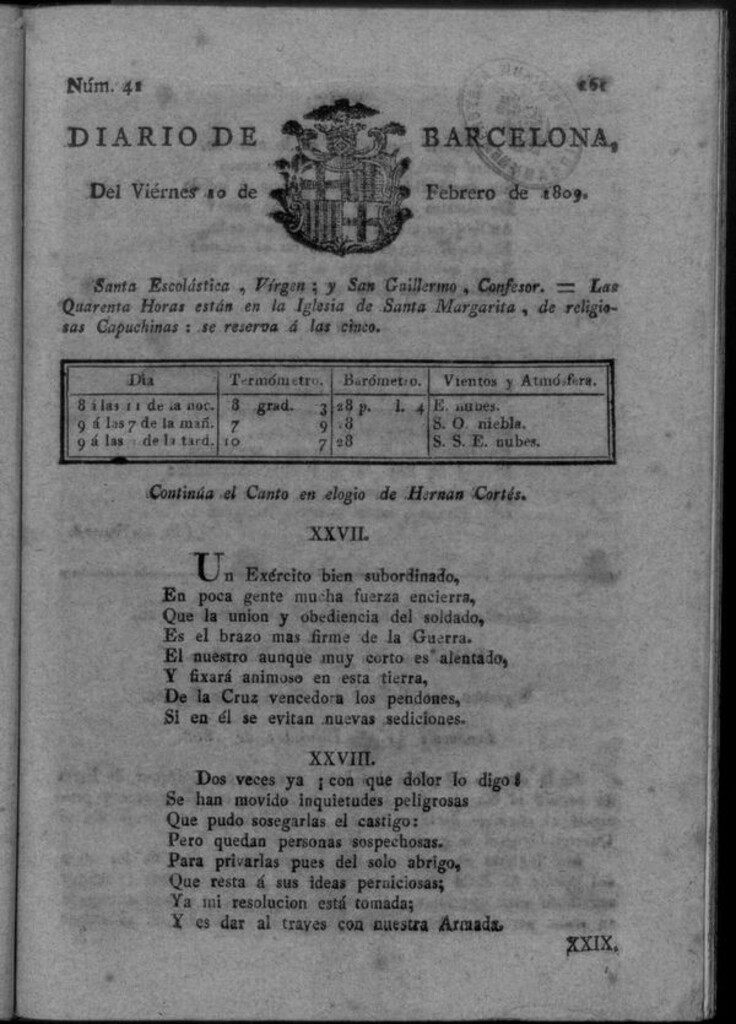 Núm. 41 161
DIARIO DE BARCELONA,
Del Viérnes 10 de Febrero de 1809.
Santa Escolástica , Vírgen ; y San Guillermo , Confesor. = Las
Quarenta Horas están en la Iglesia de Santa Margarita , de religio-
sas Capuchinas : se reserva á las cinco.
Dia Termómetro. Barómetro. Vientos y Atmósfera.
8 á las 11 de la noc. 8 grad. 3 28 p. l. 4 E. nubes.
9 á las 7 de la mañ. 7 9 28 S. O. niebla.
9 á las de la tard. 10 7 28 S. S. E. nubes.
Continúa el Canto en elogio de Hernan Cortés.
XXVII.
Un Exército bien subordinado,
En poca gente mucha fuerza encierra,
Que la union y obediencia del soldado,
Es el brazo mas firme de la Guerra.
El nuestro aunque muy corto es alentado,
Y fixará animoso en esta tierra,
De la Cruz vencedora los pendones,
Si en él se evitan nuevas sediciones.
XXVIII.
Dos veces ya ¡ con que dolor lo digo !
Se han movido inquietudes peligrosas
Que pudo sosegarlas el castigo:
Pero quedan personas sospechosas.
Para privarlas pues del solo abrigo,
Que resta á sus ideas perniciosas;
Ya mi resolucion está tomada;
Y es dar al traves con nuestra Armada.
XXIX.